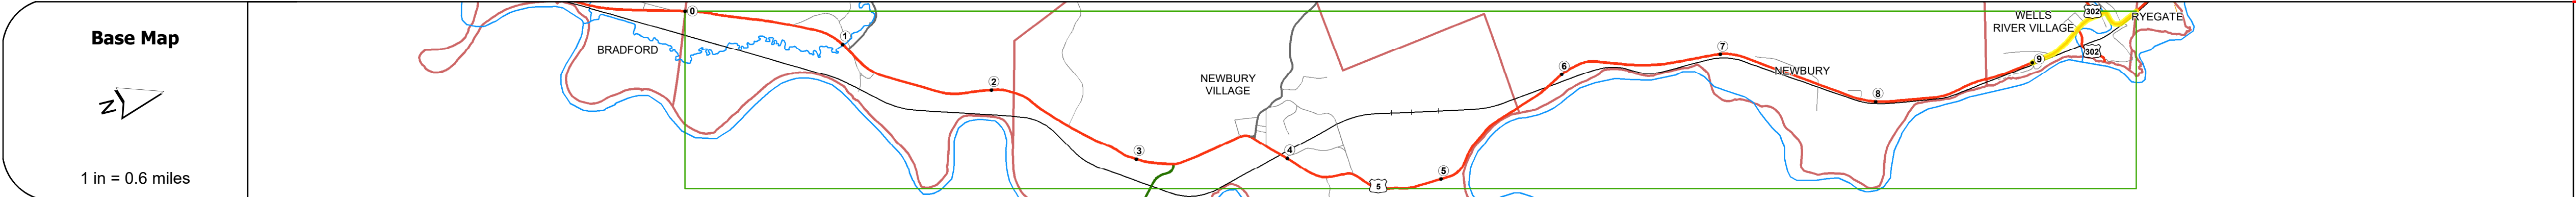 Base Map
N
1 in = 0.6 miles
BRADFORD
0
1
2
3
NEWBURY
VILLAGE
4
5
5
6
7
NEWBURY
8
9
WELLS
RIVER VILLAGE
302
302
RYEGATE